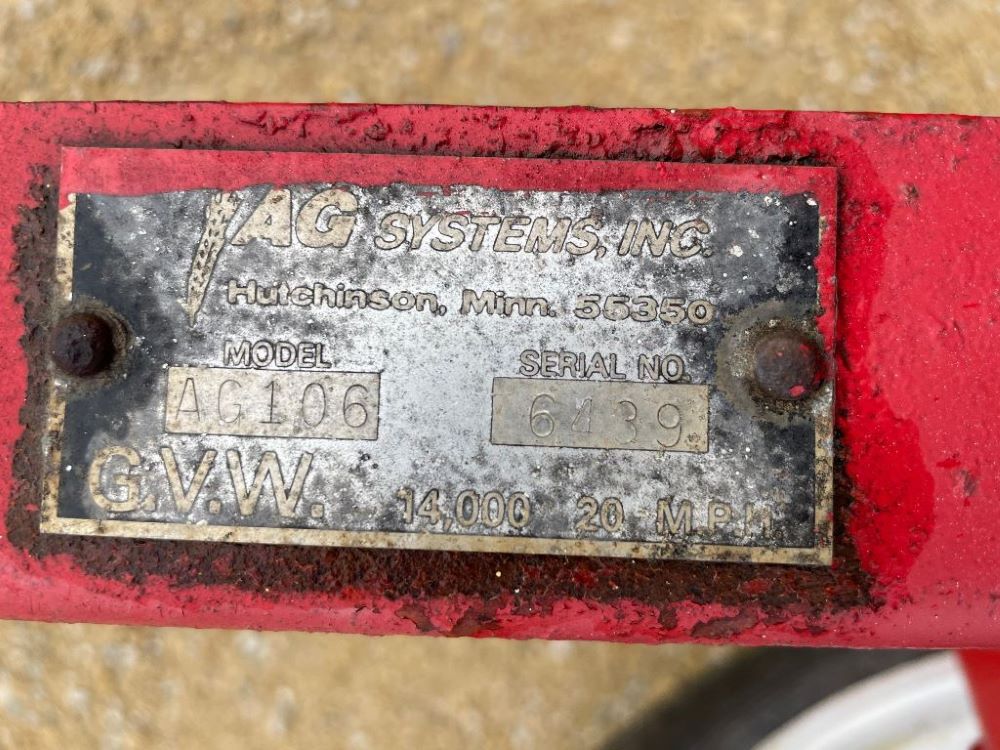 AG SYSTEMS, INC.
Hutchinson, Minn. 55350
MODEL SERIAL NO.
AG106 6439
G.V.W. 14,000 20 M.P.H